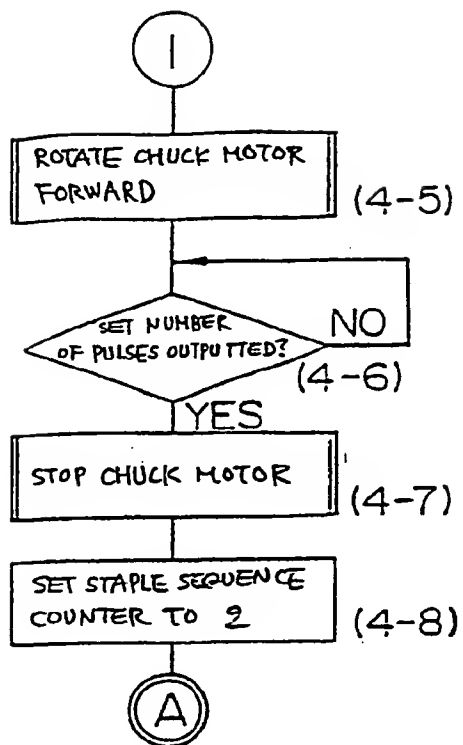 I
ROTATE CHUCK MOTOR
FORWARD
(4-5)
SET NUMBER
OF PULSES OUTPUTTED?
NO
(4-6)
YES
STOP CHUCK MOTOR
(4-7)
SET STAPLE SEQUENCE
COUNTER TO 2
(4-8)
A